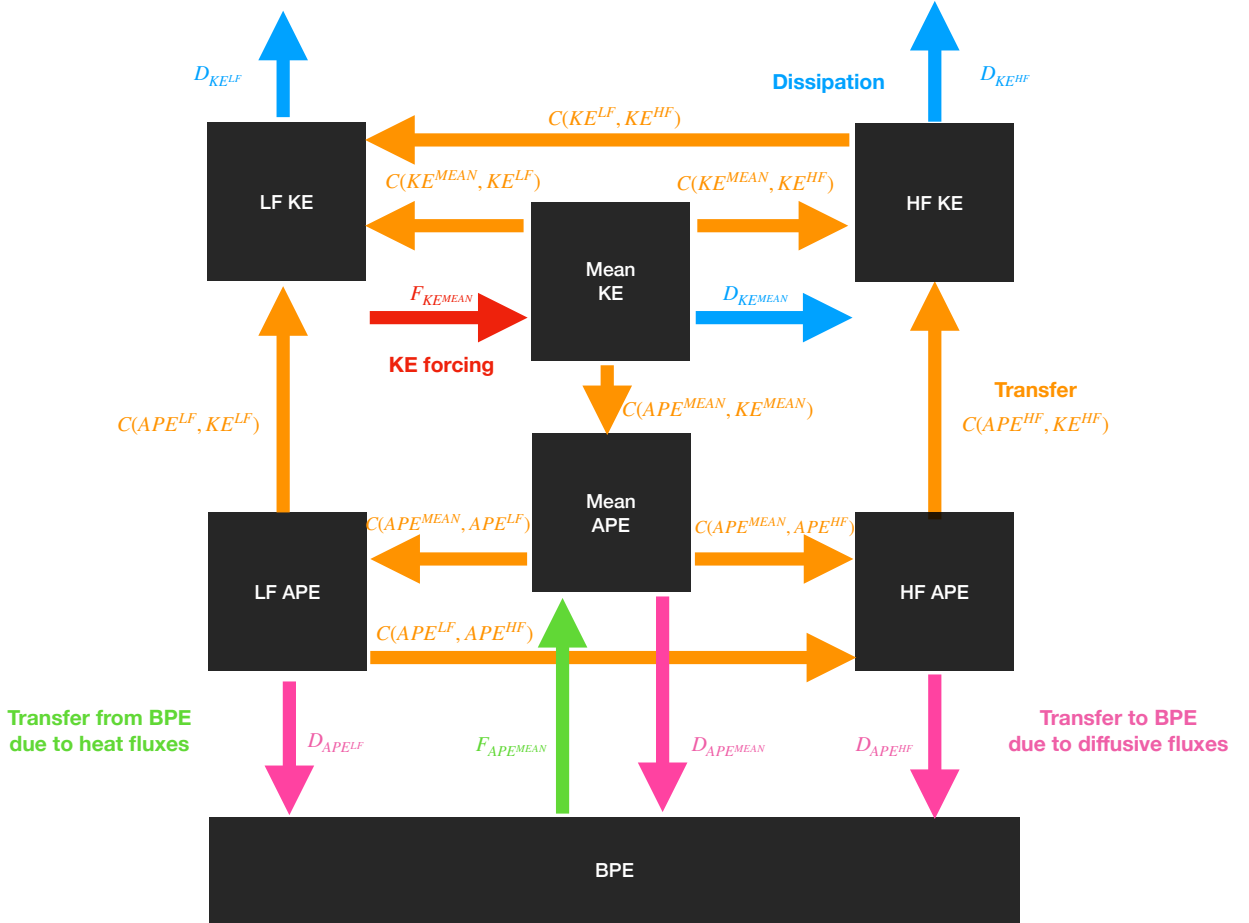 D_{KE^{LF}}
Dissipation
D_{KE^{HF}}
C(KE^{LF}, KE^{HF})
C(KE^{MEAN}, KE^{LF})
C(KE^{MEAN}, KE^{HF})
LF KE
HF KE
Mean
KE
F_{KE^{MEAN}}
D_{KE^{MEAN}}
KE forcing
Transfer
C(APE^{MEAN}, KE^{MEAN})
C(APE^{LF}, KE^{LF})
C(APE^{HF}, KE^{HF})
Mean
APE
C(APE^{MEAN}, APE^{LF})
C(APE^{MEAN}, APE^{HF})
LF APE
HF APE
C(APE^{LF}, APE^{HF})
Transfer from BPE
due to heat fluxes
D_{APE^{LF}}
F_{APE^{MEAN}}
D_{APE^{MEAN}}
D_{APE^{HF}}
Transfer to BPE
due to diffusive fluxes
BPE